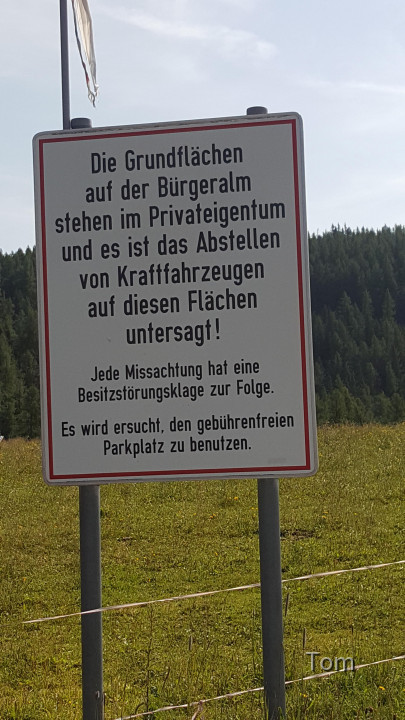 Die Grundflächen
auf der Bürgeralm
stehen im Privateigentum
und es ist das Abstellen
von Kraftfahrzeugen
auf diesen Flächen
untersagt!
Jede Missachtung hat eine
Besitzstörungsklage zur Folge.
Es wird ersucht, den gebührenfreien
Parkplatz zu benutzen.
Tom